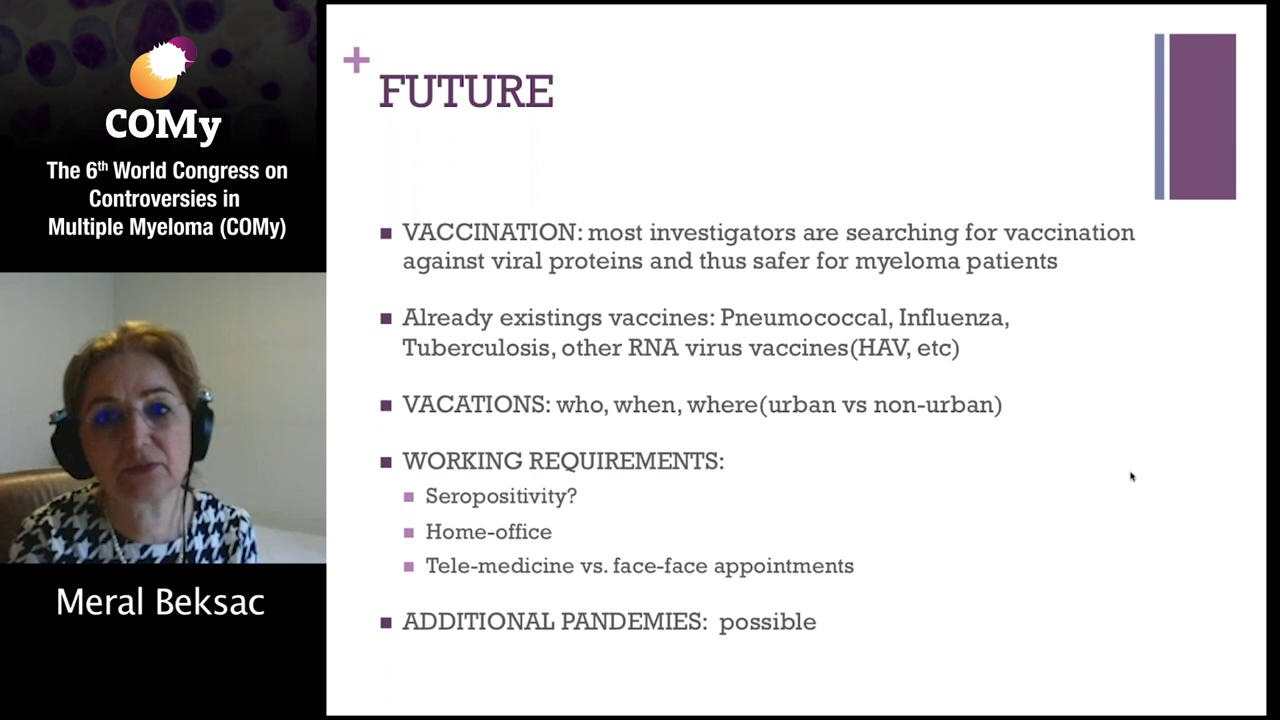 COMy
The 6th World Congress on
Controversies in
Multiple Myeloma (COMy)
Meral Beksac
+
FUTURE
VACCINATION: most investigators are searching for vaccination
against viral proteins and thus safer for myeloma patients
Already existings vaccines: Pneumococcal, Influenza,
Tuberculosis, other RNA virus vaccines(HAV, etc)
VACATIONS: who, when, where(urban vs non-urban)
WORKING REQUIREMENTS:
Seropositivity?
Home-office
Tele-medicine vs. face-face appointments
ADDITIONAL PANDEMIES: possible